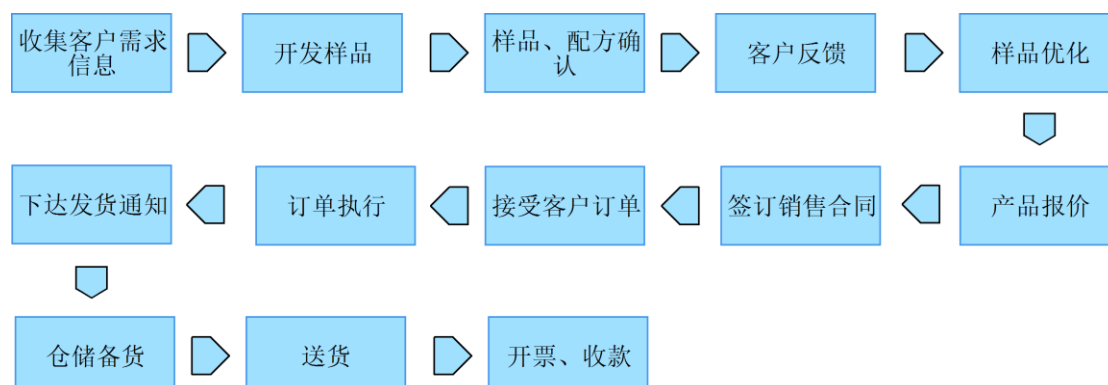 收集客户需求
信息
开发样品
样品、配方确
认
客户反馈
样品优化
下达发货通知
订单执行
接受客户订单
签订销售合同
产品报价
仓储备货
送货
开票、收款